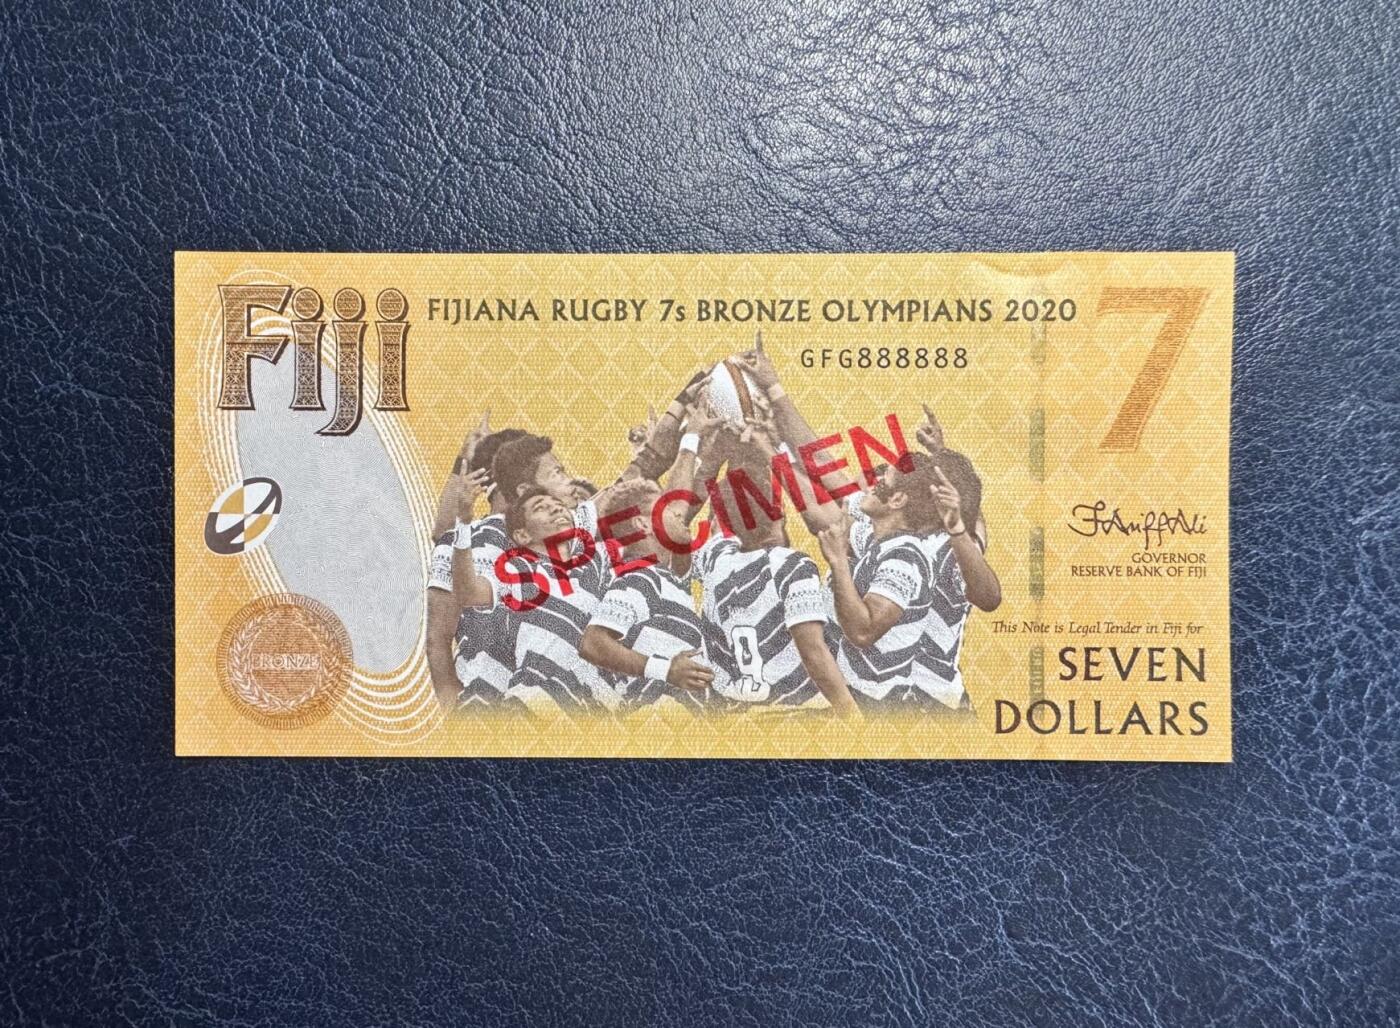 Fiji
FIJIANA RUGBY 7s BRONZE OLYMPIANS 2020
7
GFG888888
SPECIMEN
GOVERNOR
RESERVE BANK OF FIJI
This Note is Legal Tender in Fiji for
SEVEN
DOLLARS
BRONZE